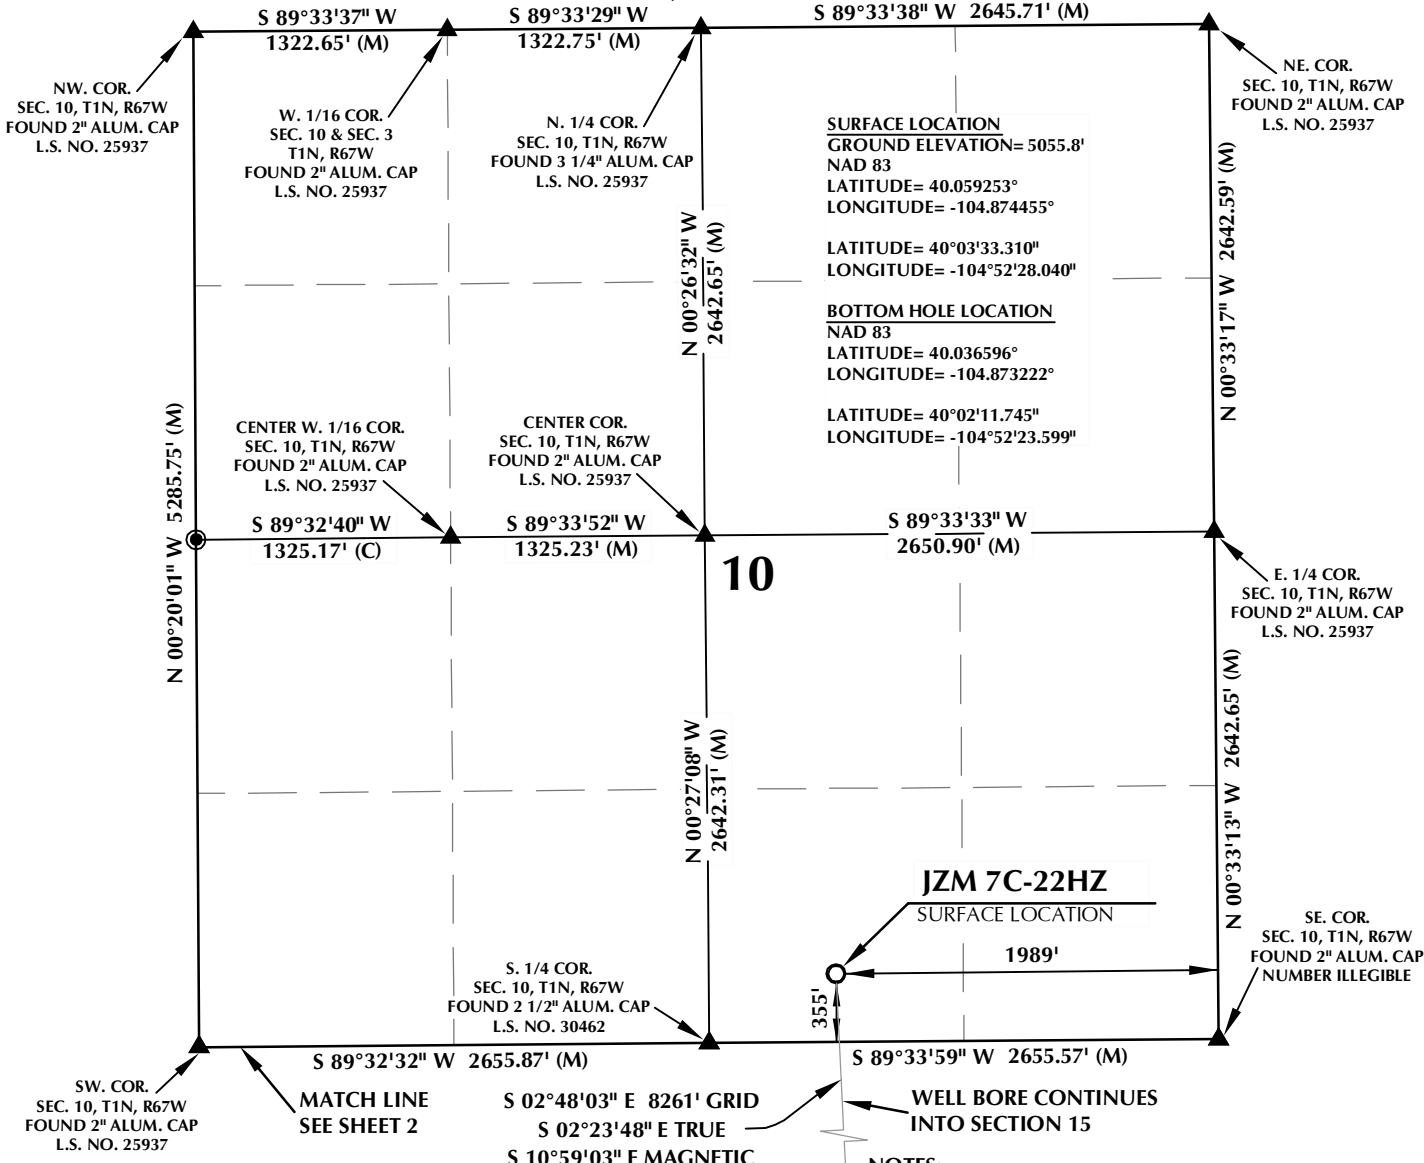 S 89°33'37" W
1322.65' (M)
S 89°33'29" W
1322.75' (M)
S 89°33'38" W 2645.71' (M)
NW. COR.
SEC. 10, T1N, R67W
FOUND 2" ALUM. CAP
L.S. NO. 25937
W. 1/16 COR.
SEC. 10 & SEC. 3
T1N, R67W
FOUND 2" ALUM. CAP
L.S. NO. 25937
N. 1/4 COR.
SEC. 10, T1N, R67W
FOUND 3 1/4" ALUM. CAP
L.S. NO. 25937
NE. COR.
SEC. 10, T1N, R67W
FOUND 2" ALUM. CAP
L.S. NO. 25937
SURFACE LOCATION
GROUND ELEVATION= 5055.8'
NAD 83
LATITUDE= 40.059253°
LONGITUDE= -104.874455°
LATITUDE= 40°03'33.310"
LONGITUDE= -104°52'28.040"
BOTTOM HOLE LOCATION
NAD 83
LATITUDE= 40.036596°
LONGITUDE= -104.873222°
LATITUDE= 40°02'11.745"
LONGITUDE= -104°52'23.599"
N 00°26'32" W
2642.65' (M)
N 00°33'17" W 2642.59' (M)
N 00°20'01" W 5285.75' (M)
CENTER W. 1/16 COR.
SEC. 10, T1N, R67W
FOUND 2" ALUM. CAP
L.S. NO. 25937
CENTER COR.
SEC. 10, T1N, R67W
FOUND 2" ALUM. CAP
L.S. NO. 25937
S 89°32'40" W
1325.17' (C)
S 89°33'52" W
1325.23' (M)
S 89°33'33" W
2650.90' (M)
10
E. 1/4 COR.
SEC. 10, T1N, R67W
FOUND 2" ALUM. CAP
L.S. NO. 25937
N 00°27'08" W
2642.31' (M)
N 00°33'13" W 2642.65' (M)
JZM 7C-22HZ
SURFACE LOCATION
1989'
355'
SE. COR.
SEC. 10, T1N, R67W
FOUND 2" ALUM. CAP
NUMBER ILLEGIBLE
S. 1/4 COR.
SEC. 10, T1N, R67W
FOUND 2 1/2" ALUM. CAP
L.S. NO. 30462
S 89°32'32" W 2655.87' (M)
S 89°33'59" W 2655.57' (M)
SW. COR.
SEC. 10, T1N, R67W
FOUND 2" ALUM. CAP
L.S. NO. 25937
MATCH LINE
SEE SHEET 2
S 02°48'03" E 8261' GRID
S 02°23'48" E TRUE
S 10°59'03" E MAGNETIC
WELL BORE CONTINUES
INTO SECTION 15
NOTES: